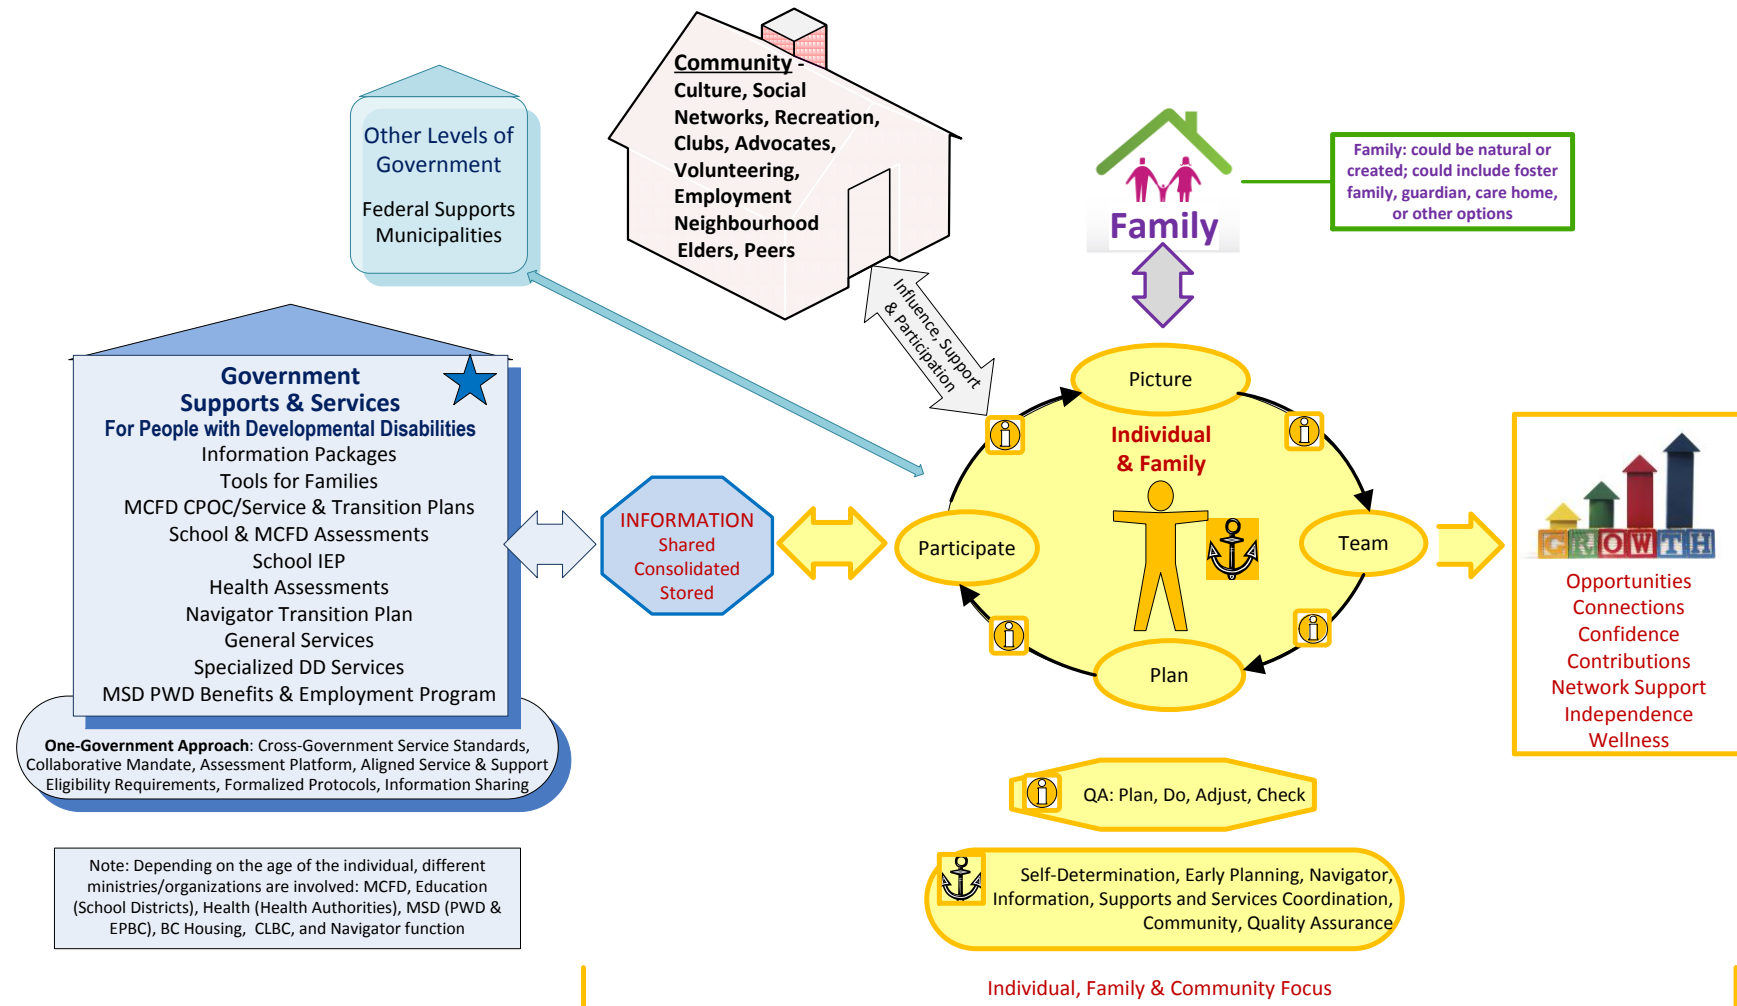 Community -
Culture, Social
Networks, Recreation,
Clubs, Advocates,
Volunteering,
Employment
Neighbourhood
Elders, Peers
Other Levels of
Government
Federal Supports
Municipalities
Family
Family: could be natural or
created; could include foster
family, guardian, care home,
or other options
Influence, Support
& Participation
Government
Supports & Services
For People with Developmental Disabilities
Information Packages
Tools for Families
MCFD CPOC/Service & Transition Plans
School & MCFD Assessments
School IEP
Health Assessments
Navigator Transition Plan
General Services
Specialized DD Services
MSD PWD Benefits & Employment Program
One-Government Approach: Cross-Government Service Standards,
Collaborative Mandate, Assessment Platform, Aligned Service & Support
Eligibility Requirements, Formalized Protocols, Information Sharing
Note: Depending on the age of the individual, different
ministries/organizations are involved: MCFD, Education
(School Districts), Health (Health Authorities), MSD (PWD &
EPBC), BC Housing, CLBC, and Navigator function
INFORMATION
Shared
Consolidated
Stored
Picture
Individual
& Family
Participate
Team
Plan
GROWTH
Opportunities
Connections
Confidence
Contributions
Network Support
Independence
Wellness
QA: Plan, Do, Adjust, Check
Self-Determination, Early Planning, Navigator,
Information, Supports and Services Coordination,
Community, Quality Assurance
Individual, Family & Community Focus